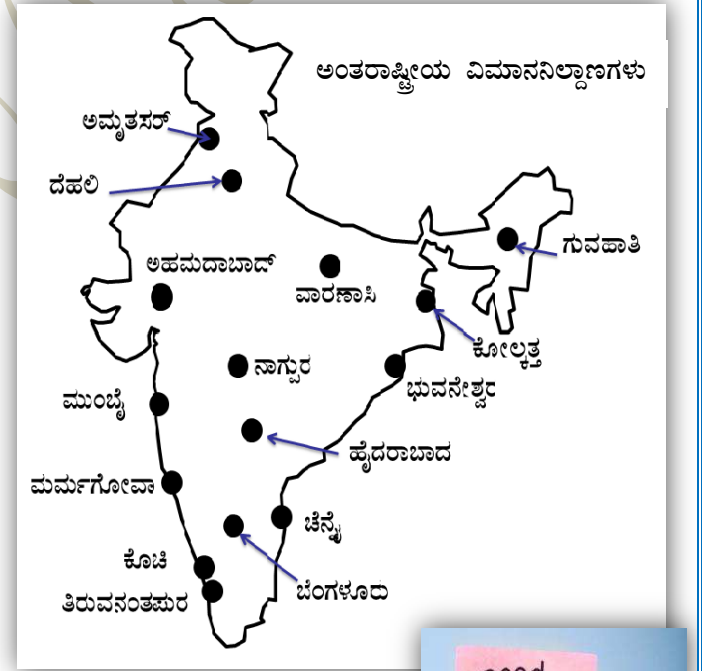 ಅಂತರಾಷ್ಟ್ರೀಯ ವಿಮಾನನಿಲ್ದಾಣಗಳು
ಅಮೃತಸರ್
ದೆಹಲಿ
ಗುವಹಾತಿ
ಅಹಮದಾಬಾದ್
ವಾರಣಾಸಿ
ಕೋಲ್ಕತ್ತ
ನಾಗ್ಪುರ
ಭುವನೇಶ್ವರ
ಮುಂಬೈ
ಹೈದರಾಬಾದ
ಮರ್ಮಗೋವಾ
ಚೆನ್ನೈ
ಕೊಚಿ
ಬೆಂಗಳೂರು
ತಿರುವನಂತಪುರ